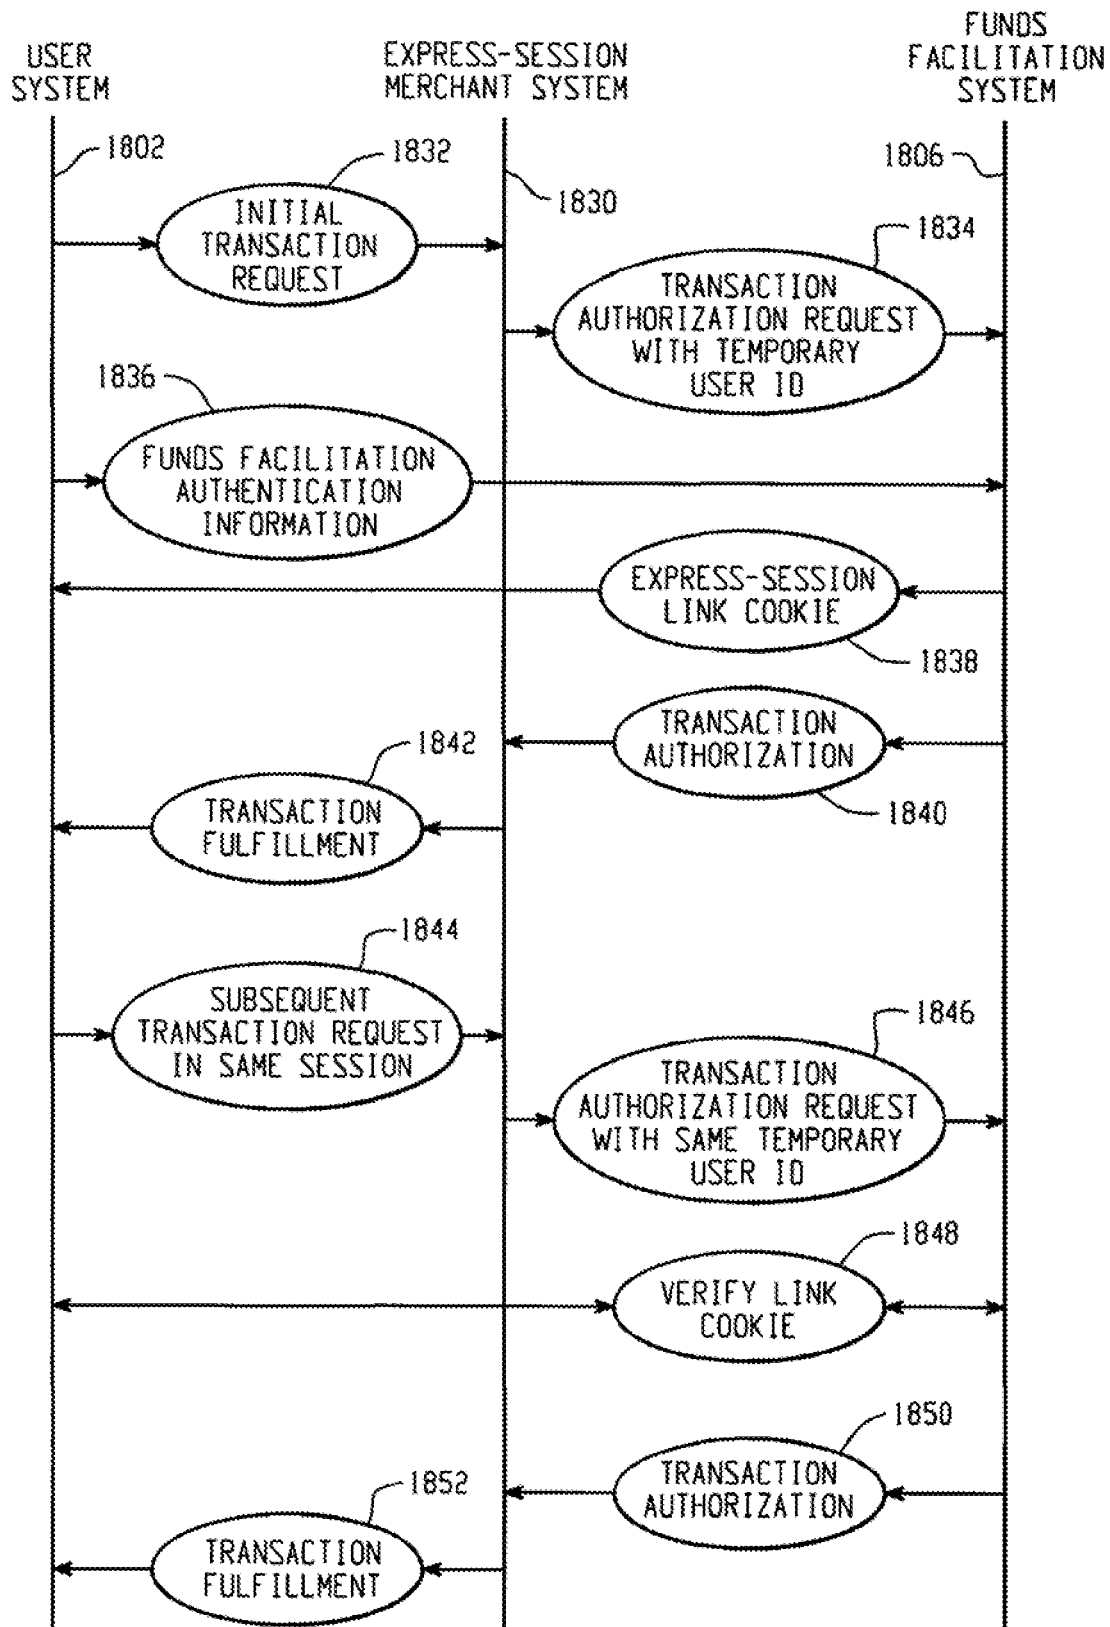 USER
SYSTEM
EXPRESS-SESSION
MERCHANT SYSTEM
FUNDS
FACILITATION
SYSTEM
1802
1832
1830
1806
INITIAL
TRANSACTION
REQUEST
1834
TRANSACTION
AUTHORIZATION REQUEST
WITH TEMPORARY
USER ID
1836
FUNDS FACILITATION
AUTHENTICATION
INFORMATION
EXPRESS-SESSION
LINK COOKIE
1838
TRANSACTION
AUTHORIZATION
1840
1842
TRANSACTION
FULFILLMENT
1844
SUBSEQUENT
TRANSACTION REQUEST
IN SAME SESSION
1846
TRANSACTION
AUTHORIZATION REQUEST
WITH SAME TEMPORARY
USER ID
1848
VERIFY LINK
COOKIE
1850
TRANSACTION
AUTHORIZATION
1852
TRANSACTION
FULFILLMENT